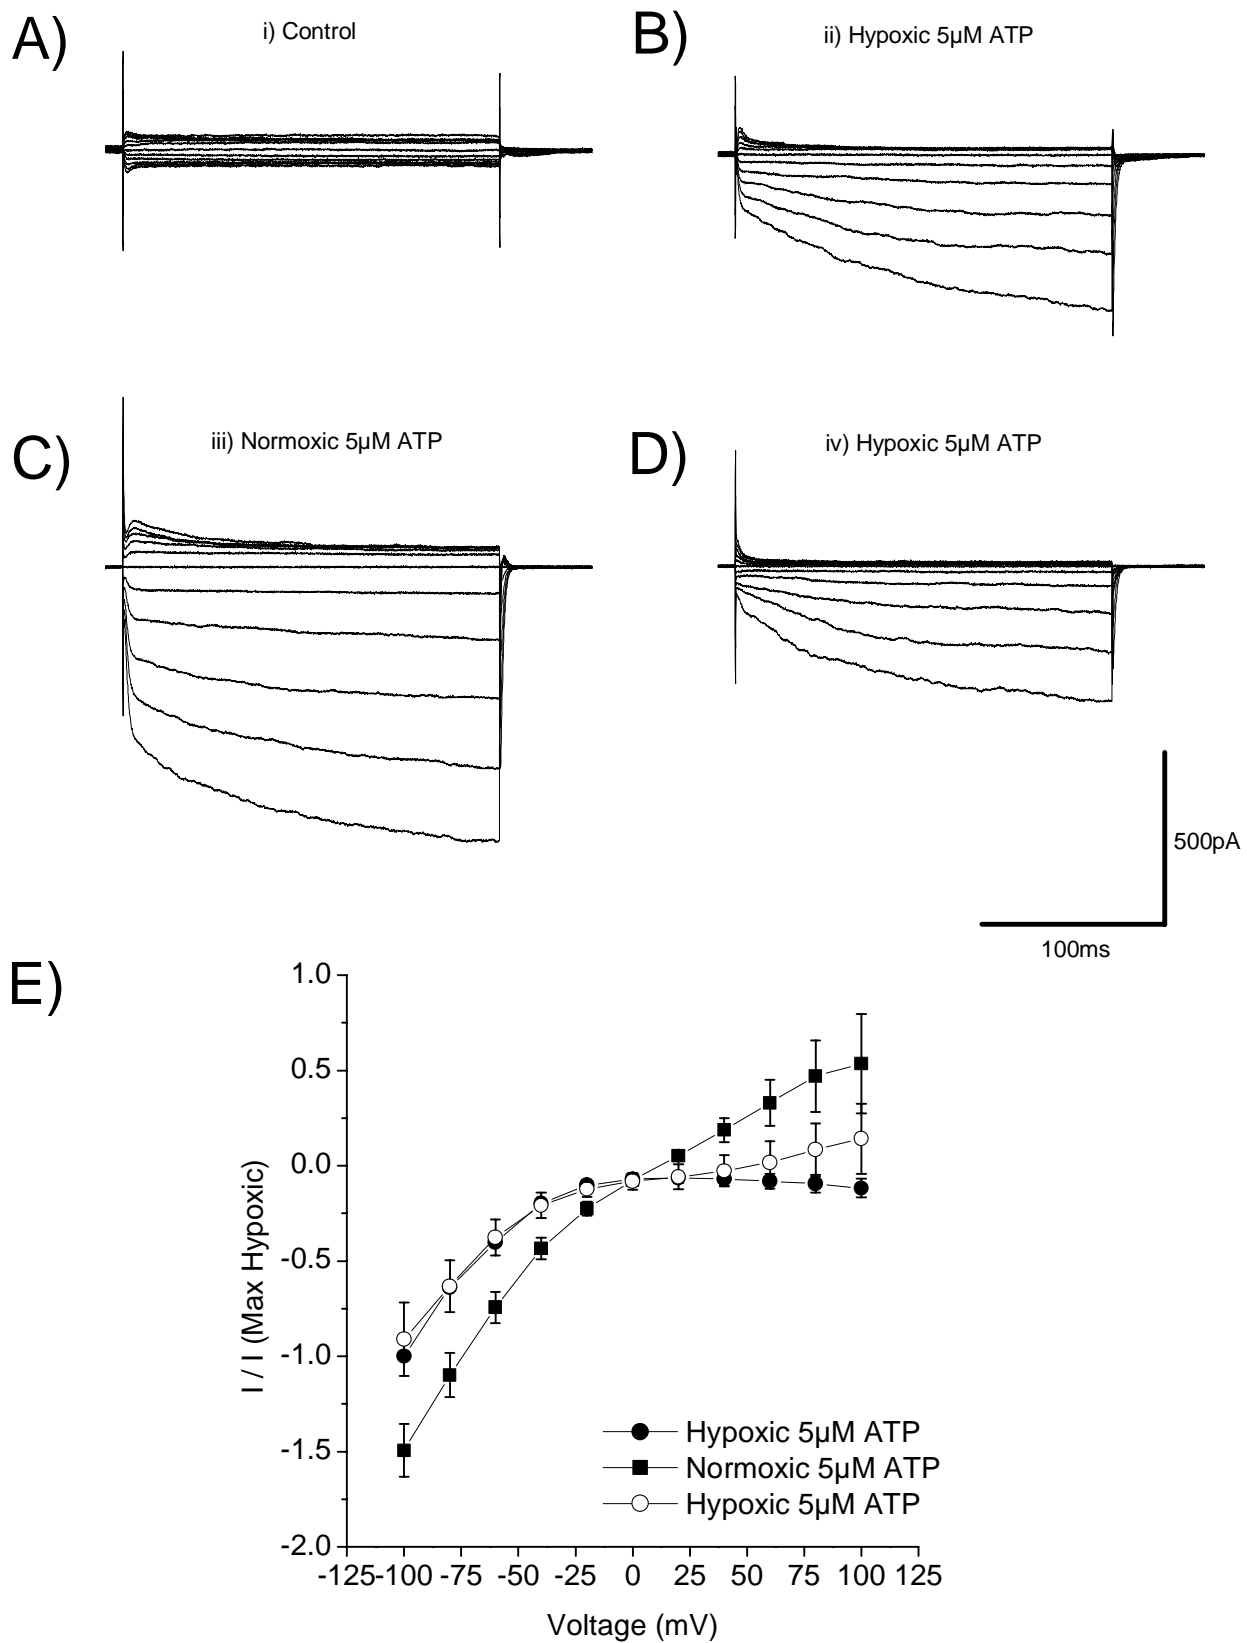 A)
i) Control
B)
ii) Hypoxic 5µM ATP
C)
iii) Normoxic 5µM ATP
D)
iv) Hypoxic 5µM ATP
500pA
100ms
E)
1.0
0.5
0.0
-0.5
-1.0
-1.5
-2.0
I / I (Max Hypoxic)
Hypoxic 5µM ATP
Normoxic 5µM ATP
Hypoxic 5µM ATP
-125 -100 -75 -50 -25 0 25 50 75 100 125
Voltage (mV)